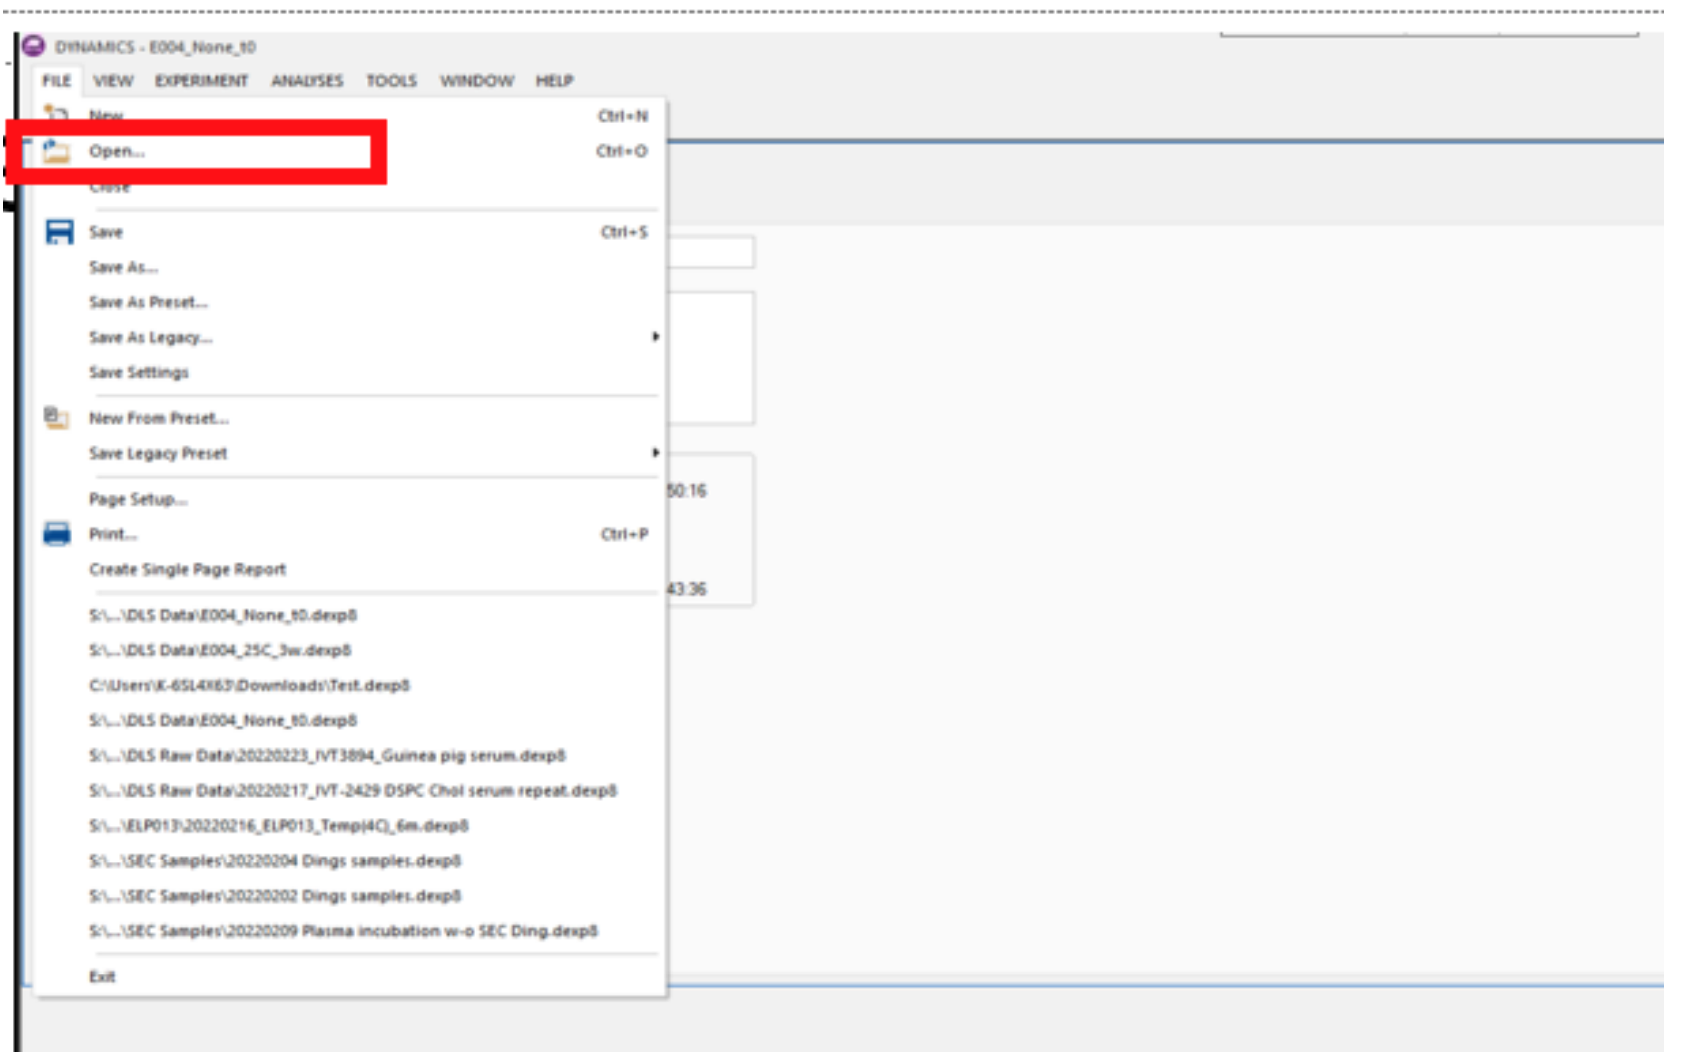 DYNAMICS - E004_None_t0
FILE VIEW EXPERIMENT ANALYSES TOOLS WINDOW HELP
New Ctrl+N
Open... Ctrl+O
Close
Save Ctrl+S
Save As...
Save As Preset...
Save As Legacy...
Save Settings
New From Preset...
Save Legacy Preset
Page Setup...
50:16
Print... Ctrl+P
Create Single Page Report
43:36
S:\...\DLS Data\E004_None_t0.dexp8
S:\...\DLS Data\E004_25C_3w.dexp8
C:\Users\K-6SL4X63\Downloads\Test.dexp8
S:\...\DLS Data\E004_None_t0.dexp8
S:\...\DLS Raw Data\20220223_IVT3894_Guinea pig serum.dexp8
S:\...\DLS Raw Data\20220217_IVT-2429 DSPC Chol serum repeat.dexp8
S:\...\ELP013\20220216_ELP013_Temp(4C)_6m.dexp8
S:\...\SEC Samples\20220204 Dings samples.dexp8
S:\...\SEC Samples\20220202 Dings samples.dexp8
S:\...\SEC Samples\20220209 Plasma incubation w-o SEC Ding.dexp8
Exit